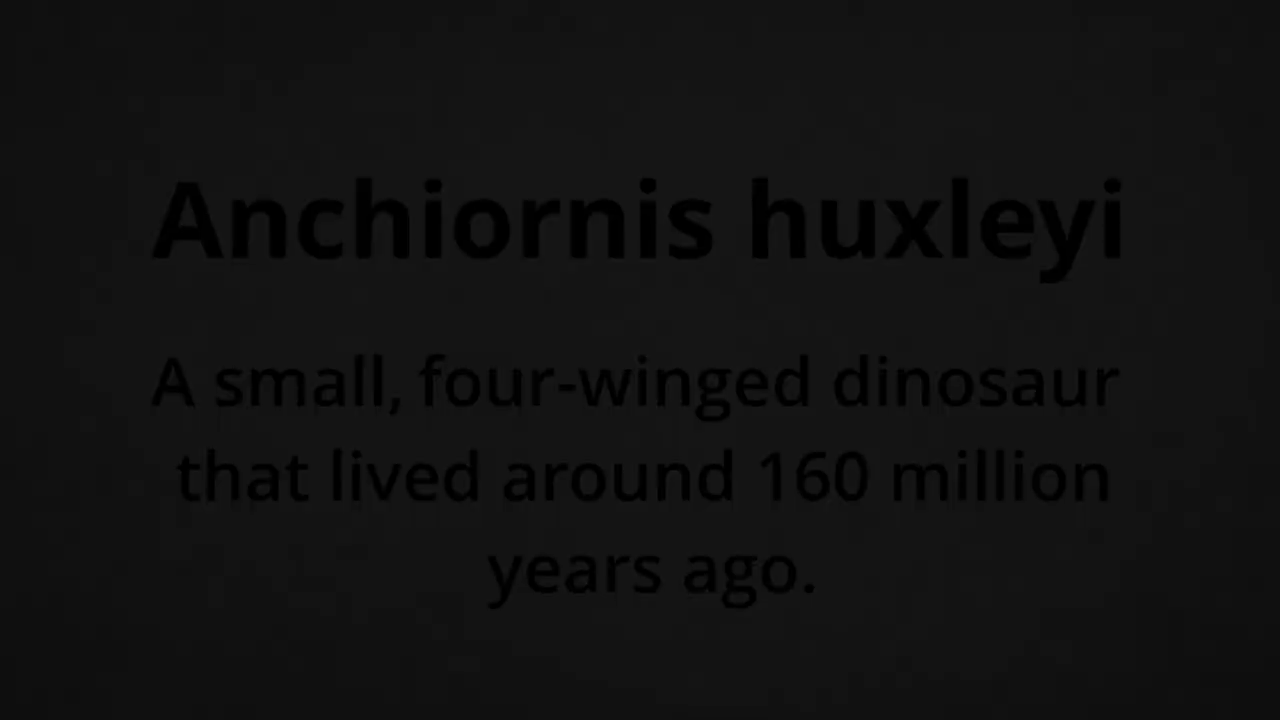 Anchiornis huxleyi
A small, four-winged dinosaur
that lived around 160 million
years ago.